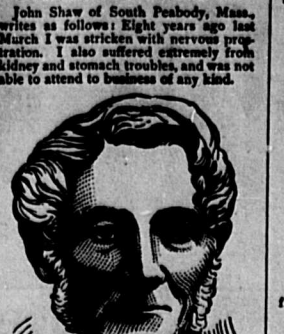 John Shaw of South Peabody, Mass.,
writes as follows: Eight years ago last
March I was stricken with nervous pros-
tration. I also suffered extremely from
kidney and stomach troubles, and was not
able to attend to business of any kind.
f